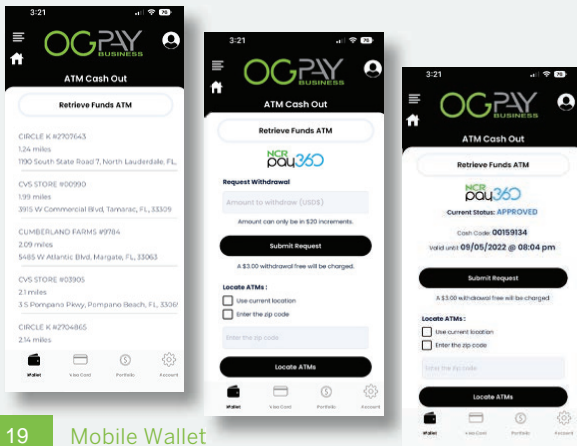 3:21
26
OGPAY
BUSINESS
ATM Cash Out
Retrieve Funds ATM
CIRCLE K #2707643
1.24 miles
1190 South State Road 7, North Lauderdale, FL,
CVS STORE #00990
1.99 miles
3915 W Commercial Blvd, Tamarac, FL, 33309
CUMBERLAND FARMS #9784
2.09 miles
5485 W Atlantic Blvd, Margate, FL, 33063
CVS STORE #03905
2.1 miles
3 S Pompano Pkwy, Pompano Beach, FL, 3306
CIRCLE K #2704865
2.14 miles
Wallet
Visa Card
Portfolio
Account
3:21
26
OGPAY
BUSINESS
ATM Cash Out
Retrieve Funds ATM
NCR
pay360
Request Withdrawal
Amount to withdraw (USD$)
Amount can only be in $20 increments.
Submit Request
A $3.00 withdrawal free will be charged.
Locate ATMs :
Use current location
Enter the zip code
Enter the zip code
Locate ATMs
Wallet
Visa Card
Portfolio
Account
3:21
26
OGPAY
BUSINESS
ATM Cash Out
Retrieve Funds ATM
NCR
pay360
Current Status: APPROVED
Cash Code: 00159134
Valid until 09/05/2022 @ 08:04 pm
Submit Request
A $3.00 withdrawal free will be charged
Locate ATMs :
Use current location
Enter the zip code
Enter the zip code
Locate ATMs
Wallet
Visa Card
Portfolio
Account
19 Mobile Wallet